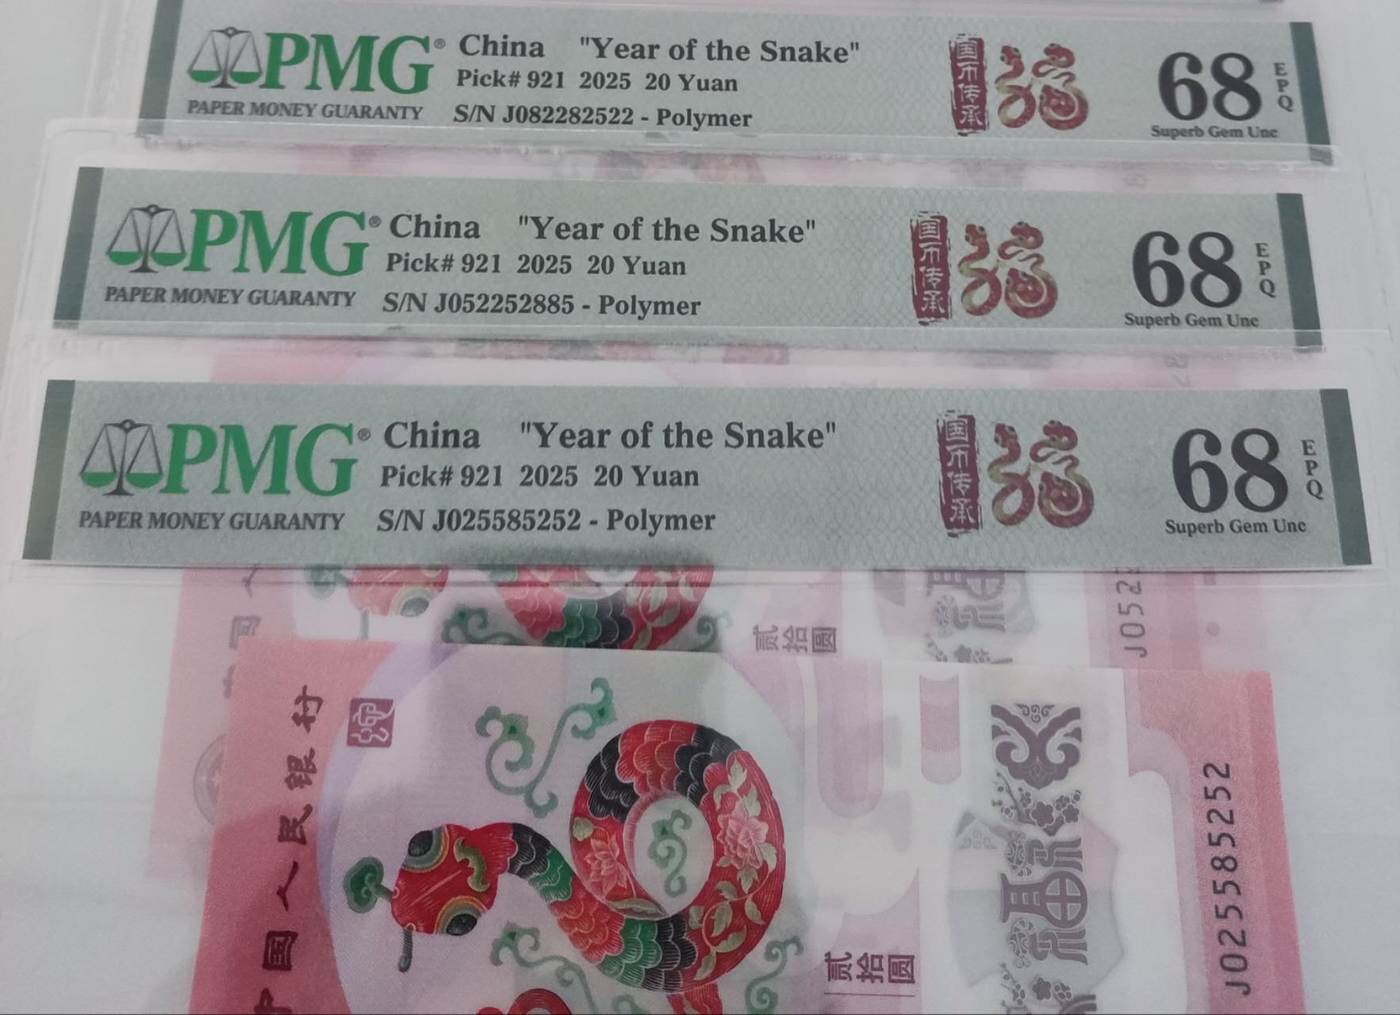 PMG® China "Year of the Snake"
Pick# 921 2025 20 Yuan
PAPER MONEY GUARANTY S/N J082282522 - Polymer
国币传承
68 EPQ
Superb Gem Unc
PMG® China "Year of the Snake"
Pick# 921 2025 20 Yuan
PAPER MONEY GUARANTY S/N J052252885 - Polymer
国币传承
68 EPQ
Superb Gem Unc
PMG® China "Year of the Snake"
Pick# 921 2025 20 Yuan
PAPER MONEY GUARANTY S/N J025585252 - Polymer
国币传承
68 EPQ
Superb Gem Unc
贰拾圆
J052
中国人民银行
贰拾圆
福
J025585252